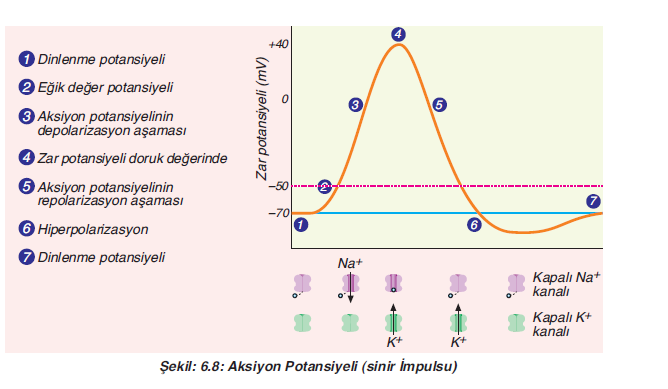 1 Dinlenme potansiyeli
2 Eğik değer potansiyeli
3 Aksiyon potansiyelinin
depolarizasyon aşaması
4 Zar potansiyeli doruk değerinde
5 Aksiyon potansiyelinin
repolarizasyon aşaması
6 Hiperpolarizasyon
7 Dinlenme potansiyeli
Zar potansiyeli (mV)
+40
0
−50
−70
1
2
3
4
5
6
7
Na+
Kapalı Na+
kanalı
Kapalı K+
kanalı
K+
K+
Şekil: 6.8: Aksiyon Potansiyeli (sinir İmpulsu)